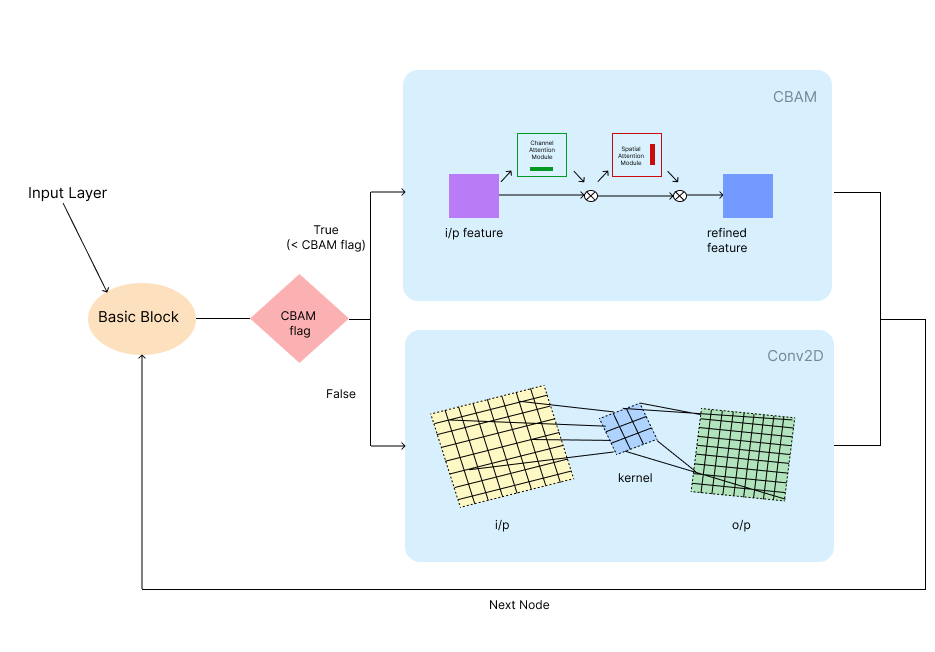 CBAM
Channel
Attention
Module
Spatial
Attention
Module
Input Layer
i/p feature
refined
feature
True
(< CBAM flag)
Basic Block
CBAM
flag
Conv2D
False
kernel
i/p
o/p
Next Node